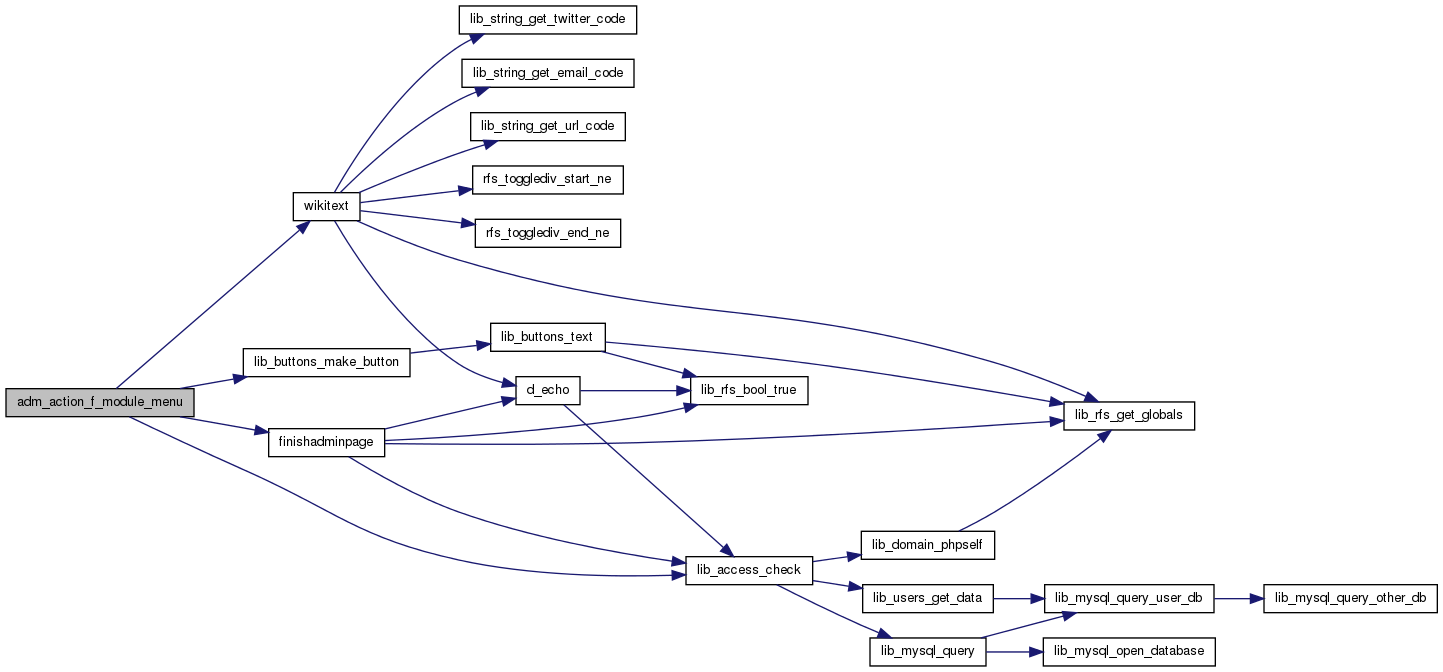 lib_string_get_twitter_code
lib_string_get_email_code
lib_string_get_url_code
rfs_togglediv_start_ne
wikitext
rfs_togglediv_end_ne
lib_buttons_text
lib_buttons_make_button
d_echo
lib_rfs_bool_true
adm_action_f_module_menu
lib_rfs_get_globals
finishadminpage
lib_domain_phpself
lib_access_check
lib_users_get_data
lib_mysql_query_user_db
lib_mysql_query_other_db
lib_mysql_query
lib_mysql_open_database